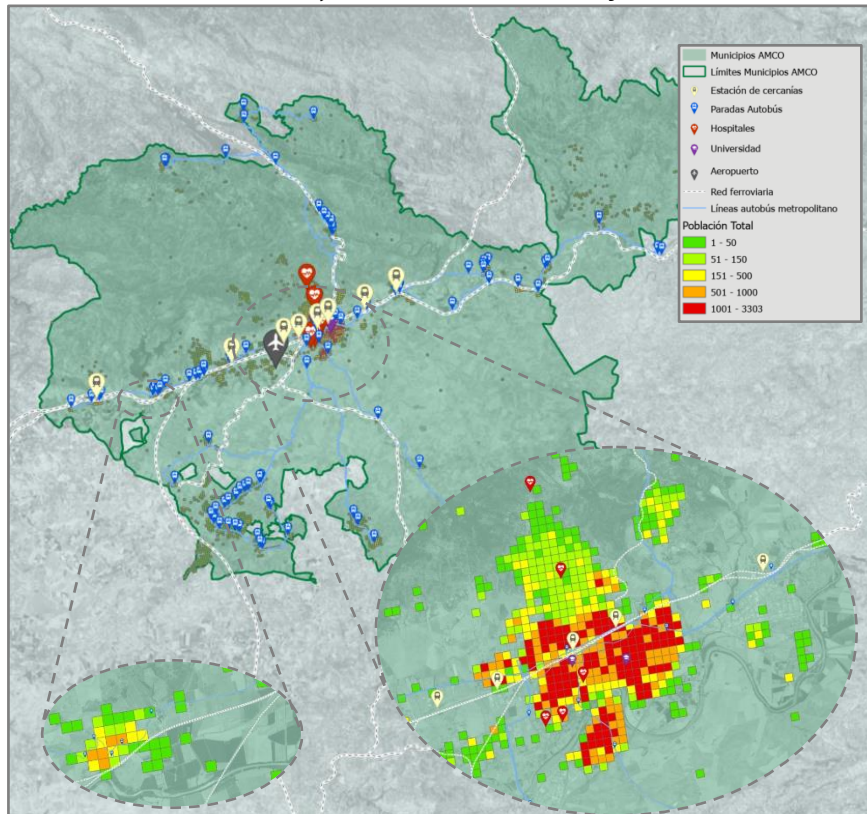 Municipios AMCO
Límites Municipios AMCO
Estación de cercanías
Paradas Autobús
Hospitales
Universidad
Aeropuerto
Red ferroviaria
Líneas autobús metropolitano
Población Total
1 - 50
51 - 150
151 - 500
501 - 1000
1001 - 3303